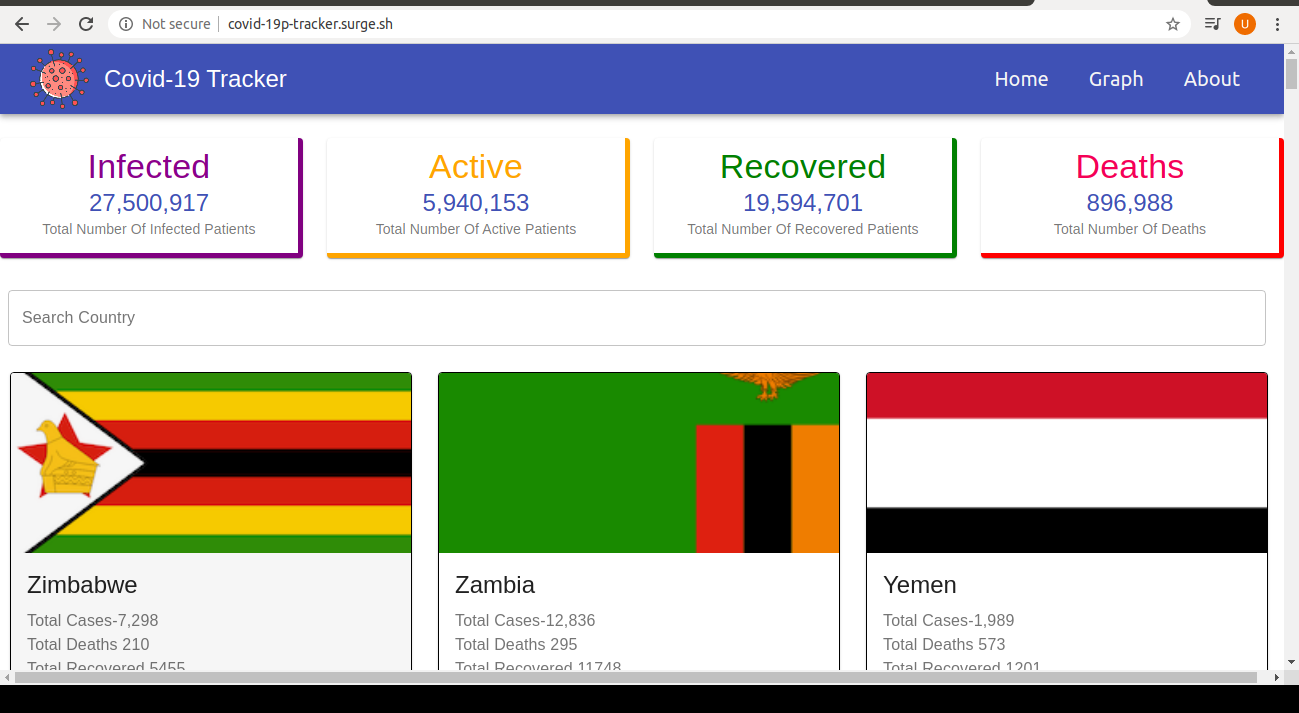 Not secure | covid-19p-tracker.surge.sh
U
Covid-19 Tracker
Home Graph About
Infected
27,500,917
Total Number Of Infected Patients
Active
5,940,153
Total Number Of Active Patients
Recovered
19,594,701
Total Number Of Recovered Patients
Deaths
896,988
Total Number Of Deaths
Search Country
Zimbabwe
Total Cases-7,298
Total Deaths 210
Total Recovered 5455
Zambia
Total Cases-12,836
Total Deaths 295
Total Recovered 11748
Yemen
Total Cases-1,989
Total Deaths 573
Total Recovered 1201